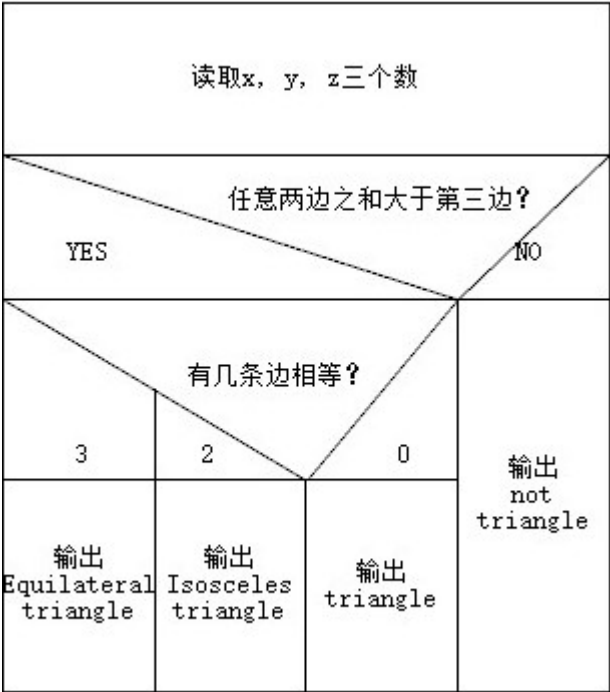 读取x, y, z三个数
任意两边之和大于第三边?
YES
NO
有几条边相等?
3
2
0
输出
not
triangle
输出
Equilateral
triangle
输出
Isosceles
triangle
输出
triangle